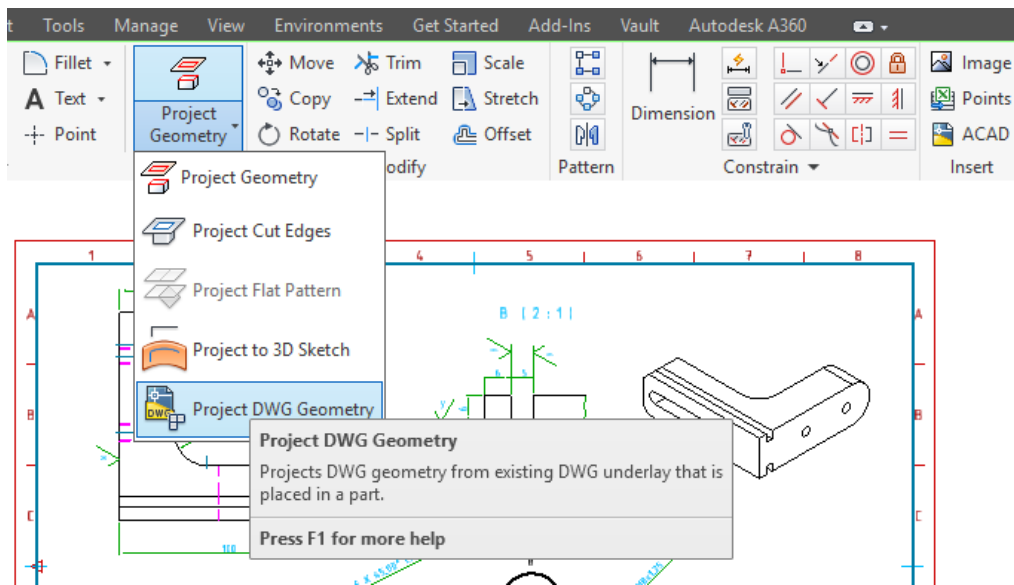 t Tools Manage View Environments Get Started Add-Ins Vault Autodesk A360
Fillet Move Trim Scale Image
Text Copy Extend Stretch Points
Project Geometry Dimension
Point Rotate Split Offset ACAD
odify Pattern Constrain Insert
Project Geometry
Project Cut Edges
Project Flat Pattern
Project to 3D Sketch
DWG Project DWG Geometry
Project DWG Geometry
Projects DWG geometry from existing DWG underlay that is
placed in a part.
Press F1 for more help
1 4 5 6 7 8
A B (2:1) A
6 5
B B
C C
100